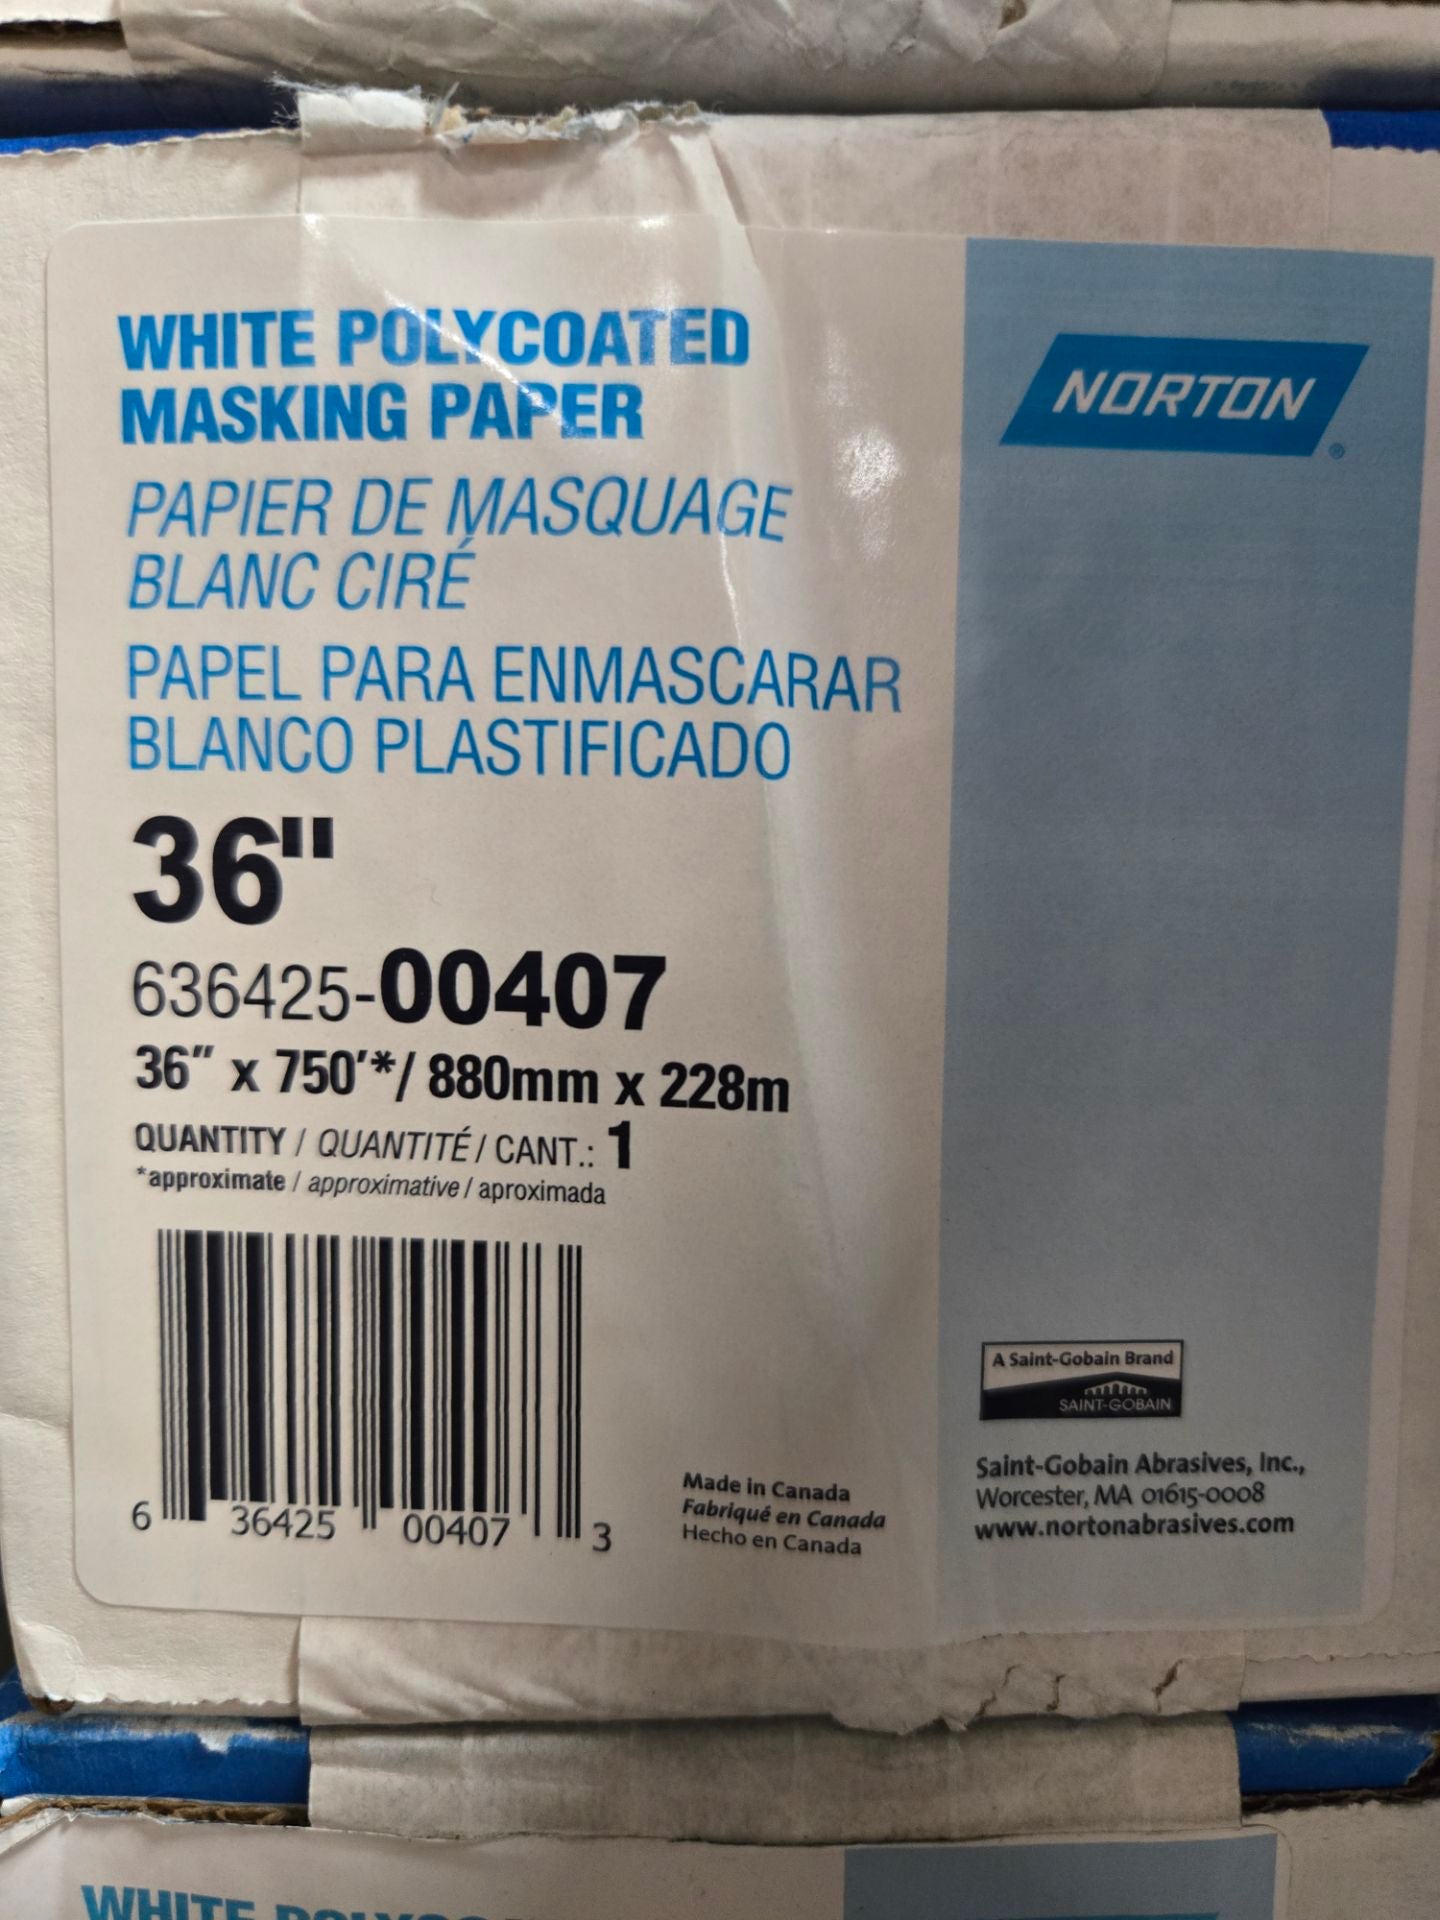 WHITE POLYCOATED
MASKING PAPER
PAPIER DE MASQUAGE
BLANC CIRÉ
PAPEL PARA ENMASCARAR
BLANCO PLASTIFICADO
36"
636425-00407
36" x 750'*/ 880mm x 228m
QUANTITY / QUANTITÉ / CANT.: 1
*approximate / approximative / aproximada
6 36425 00407 3
Made in Canada
Fabriqué en Canada
Hecho en Canada
NORTON
®
A Saint-Gobain Brand
SAINT-GOBAIN
Saint-Gobain Abrasives, Inc.,
Worcester, MA 01615-0008
www.nortonabrasives.com
WHITE